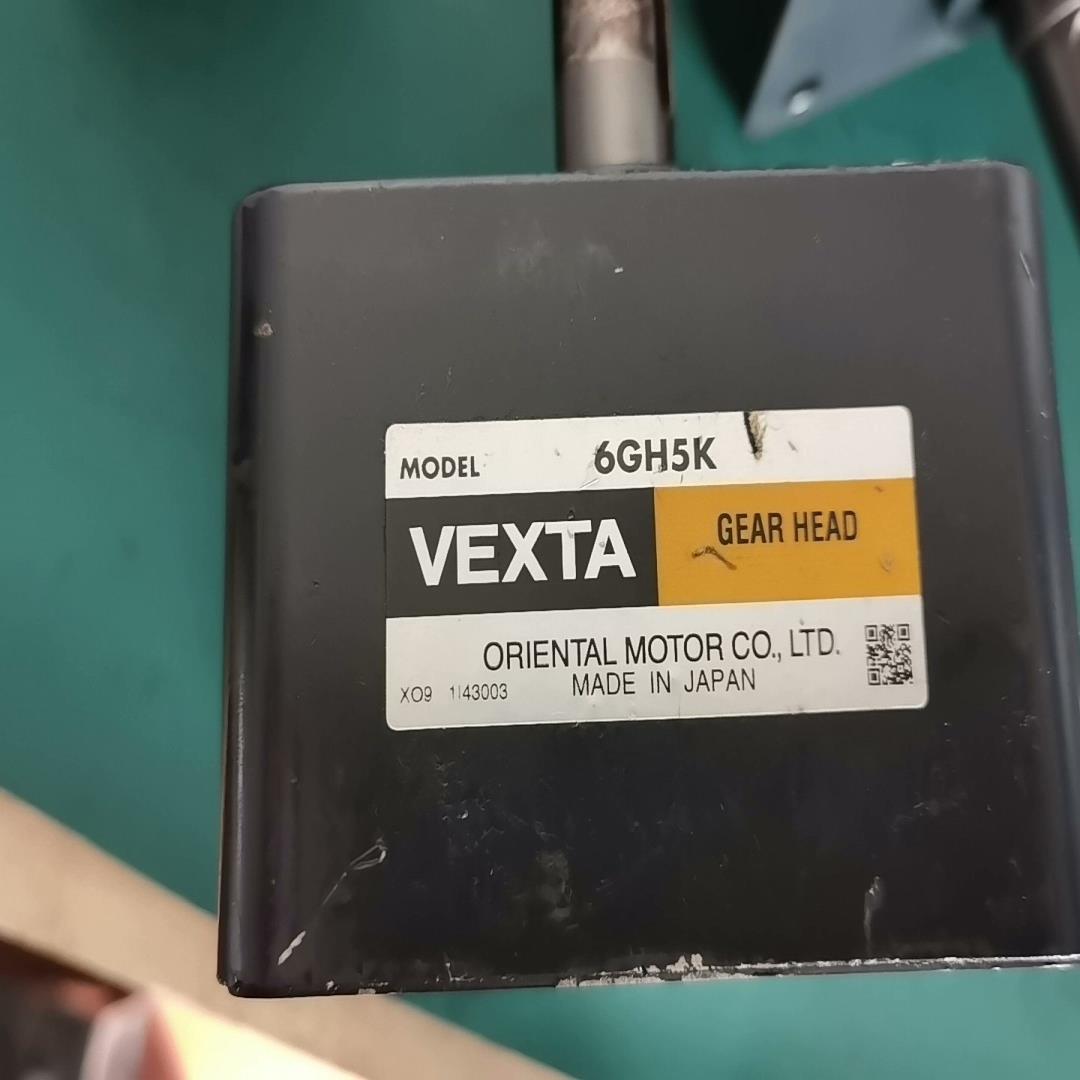 MODEL 6GH5K
VEXTA GEAR HEAD
ORIENTAL MOTOR CO., LTD.
XO9 1I43003 MADE IN JAPAN